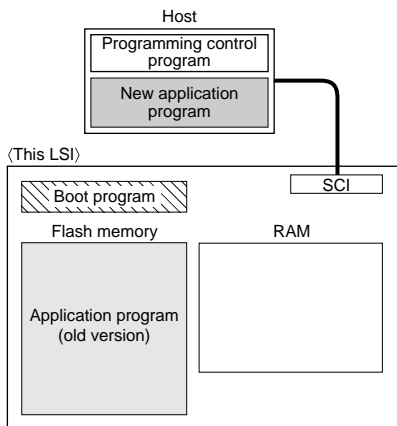 Host
Programming control
program
New application
program
〈This LSI〉
SCI
Boot program
Flash memory
RAM
Application program
(old version)